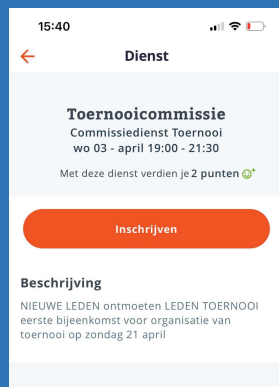 15:40
Dienst
Toernooicommissie
Commissiedienst Toernooi
wo 03 - april 19:00 - 21:30
Met deze dienst verdien je 2 punten
Inschrijven
Beschrijving
NIEUWE LEDEN ontmoeten LEDEN TOERNOOI
eerste bijeenkomst voor organisatie van
toernooi op zondag 21 april